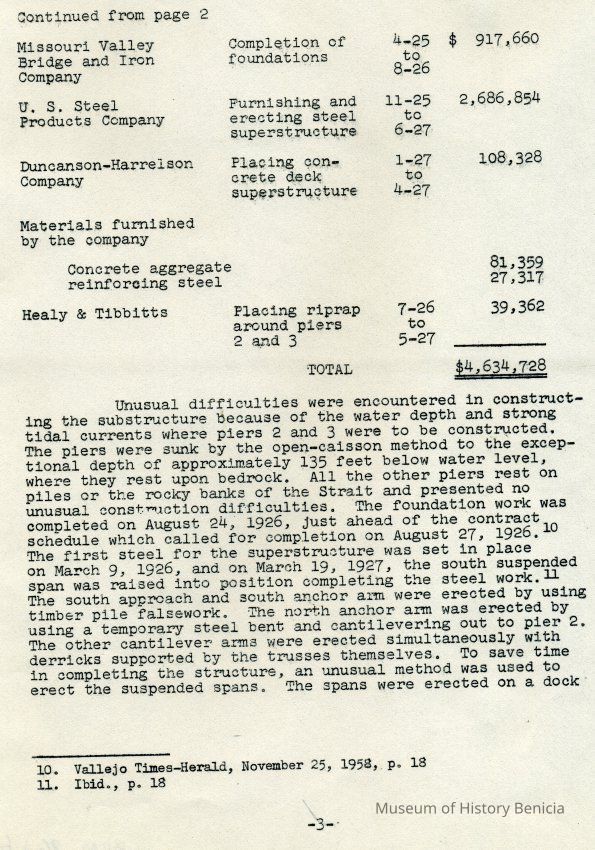 Continued from page 2
Missouri Valley Completion of 4-25 $ 917,660
Bridge and Iron foundations to
Company 8-26
U. S. Steel Furnishing and 11-25 2,686,854
Products Company erecting steel to
superstructure 6-27
Duncanson-Harrelson Placing con- 1-27 108,328
Company crete deck to
superstructure 4-27
Materials furnished
by the company
Concrete aggregate 81,359
reinforcing steel 27,317
Healy & Tibbitts Placing riprap 7-26 39,362
around piers to
2 and 3 5-27
TOTAL $4,634,728
Unusual difficulties were encountered in construct-
ing the substructure because of the water depth and strong
tidal currents where piers 2 and 3 were to be constructed.
The piers were sunk by the open-caisson method to the excep-
tional depth of approximately 135 feet below water level,
where they rest upon bedrock. All the other piers rest on
piles or the rocky banks of the Strait and presented no
unusual construction difficulties. The foundation work was
completed on August 24, 1926, just ahead of the contract
schedule which called for completion on August 27, 1926.10
The first steel for the superstructure was set in place
on March 9, 1926, and on March 19, 1927, the south suspended
span was raised into position completing the steel work.11
The south approach and south anchor arm were erected by using
timber pile falsework. The north anchor arm was erected by
using a temporary steel bent and cantilevering out to pier 2.
The other cantilever arms were erected simultaneously with
derricks supported by the trusses themselves. To save time
in completing the structure, an unusual method was used to
erect the suspended spans. The spans were erected on a dock
10. Vallejo Times-Herald, November 25, 1958, p. 18
11. Ibid., p. 18
Museum of History Benicia
-3-